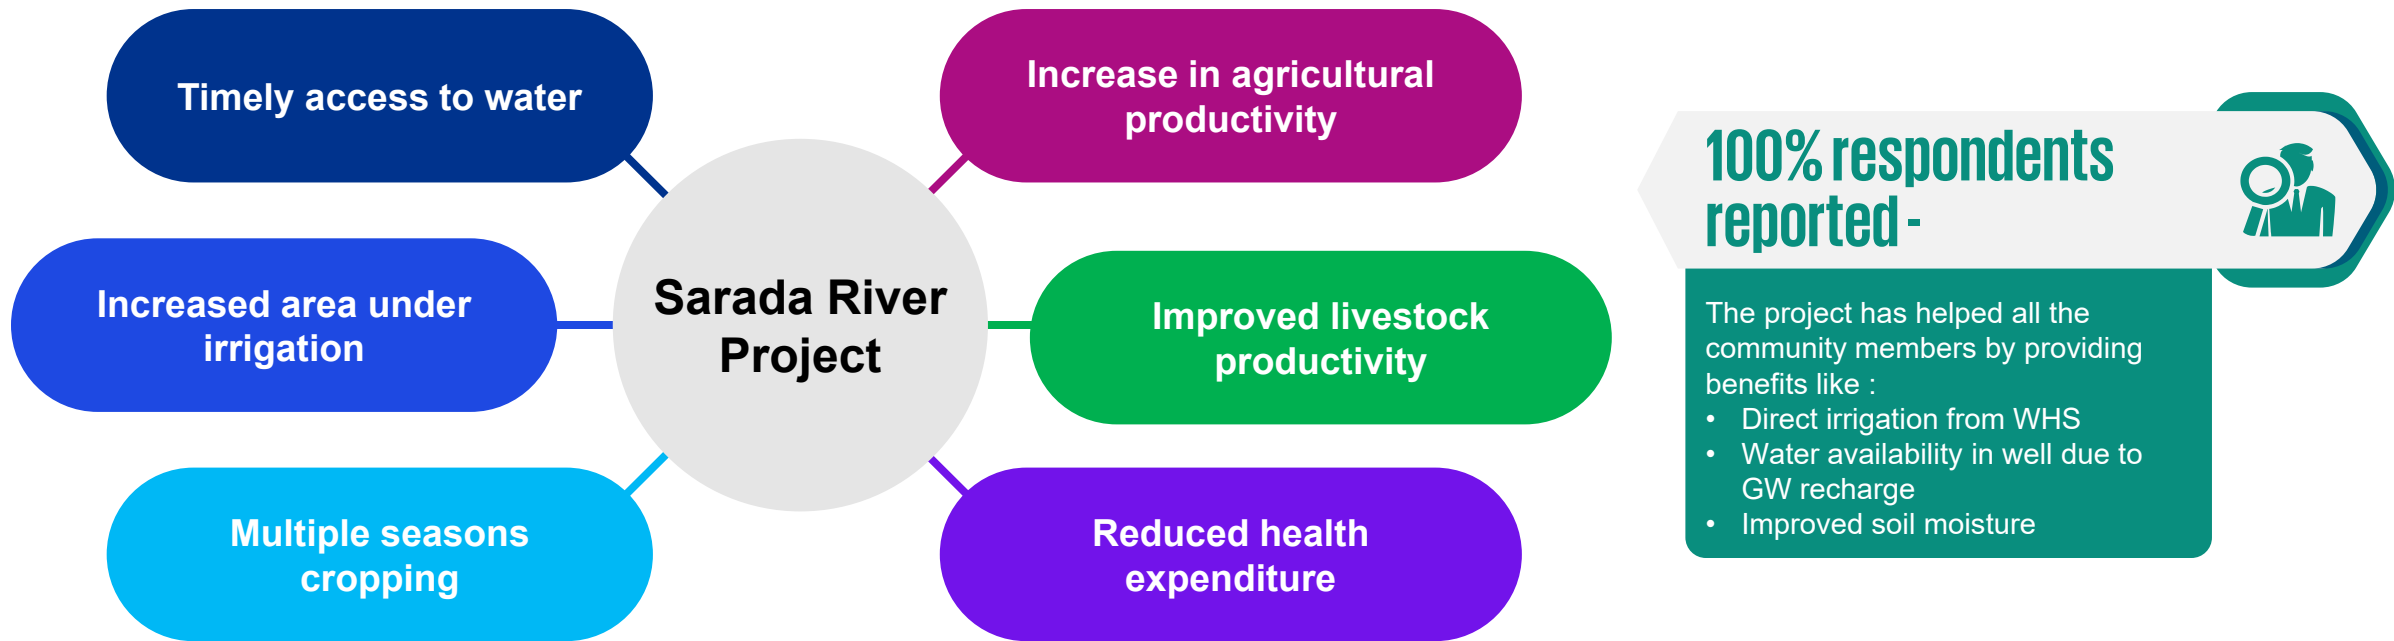 Timely access to water
Increased area under
irrigation
Multiple seasons
cropping
Sarada River
Project
Increase in agricultural
productivity
Improved livestock
productivity
Reduced health
expenditure
100% respondents
reported -
The project has helped all the
community members by providing
benefits like :
• Direct irrigation from WHS
• Water availability in well due to
GW recharge
• Improved soil moisture